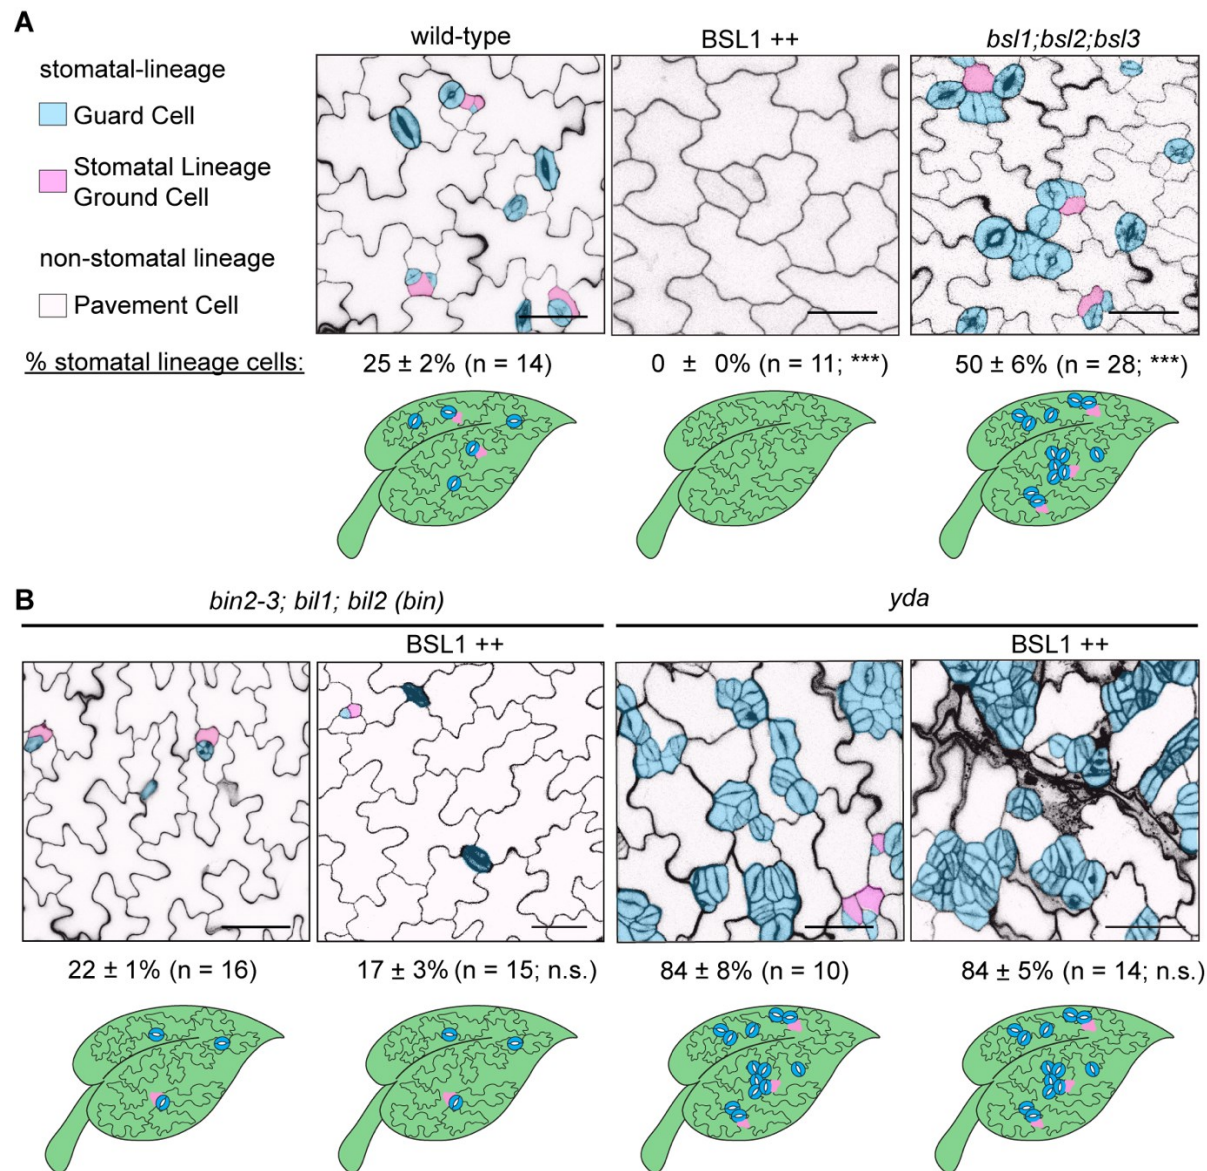 A
wild-type
BSL1 ++
bsl1;bsl2;bsl3
stomatal-lineage
Guard Cell
Stomatal Lineage
Ground Cell
non-stomatal lineage
Pavement Cell
% stomatal lineage cells:
25 ± 2% (n = 14)
0 ± 0% (n = 11; ***)
50 ± 6% (n = 28; ***)
B
bin2-3; bil1; bil2 (bin)
yda
BSL1 ++
BSL1 ++
22 ± 1% (n = 16)
17 ± 3% (n = 15; n.s.)
84 ± 8% (n = 10)
84 ± 5% (n = 14; n.s.)